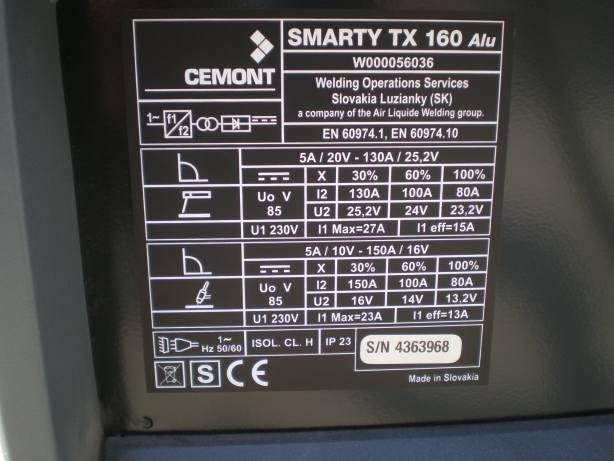 SMARTY TX 160 Alu
W000056036
CEMONT
Welding Operations Services
Slovakia Luzianky (SK)
a company of the Air Liquide Welding group.
1~ f1 f2
EN 60974.1, EN 60974.10
5A / 20V - 130A / 25,2V
X 30% 60% 100%
Uo V 85 I2 130A 100A 80A
U2 25,2V 24V 23,2V
U1 230V I1 Max=27A I1 eff=15A
5A / 10V - 150A / 16V
X 30% 60% 100%
Uo V 85 I2 150A 100A 80A
U2 16V 14V 13.2V
U1 230V I1 Max=23A I1 eff=13A
1~ Hz 50/60 ISOL. CL. H IP 23 S/N 4363968
S CE Made in Slovakia